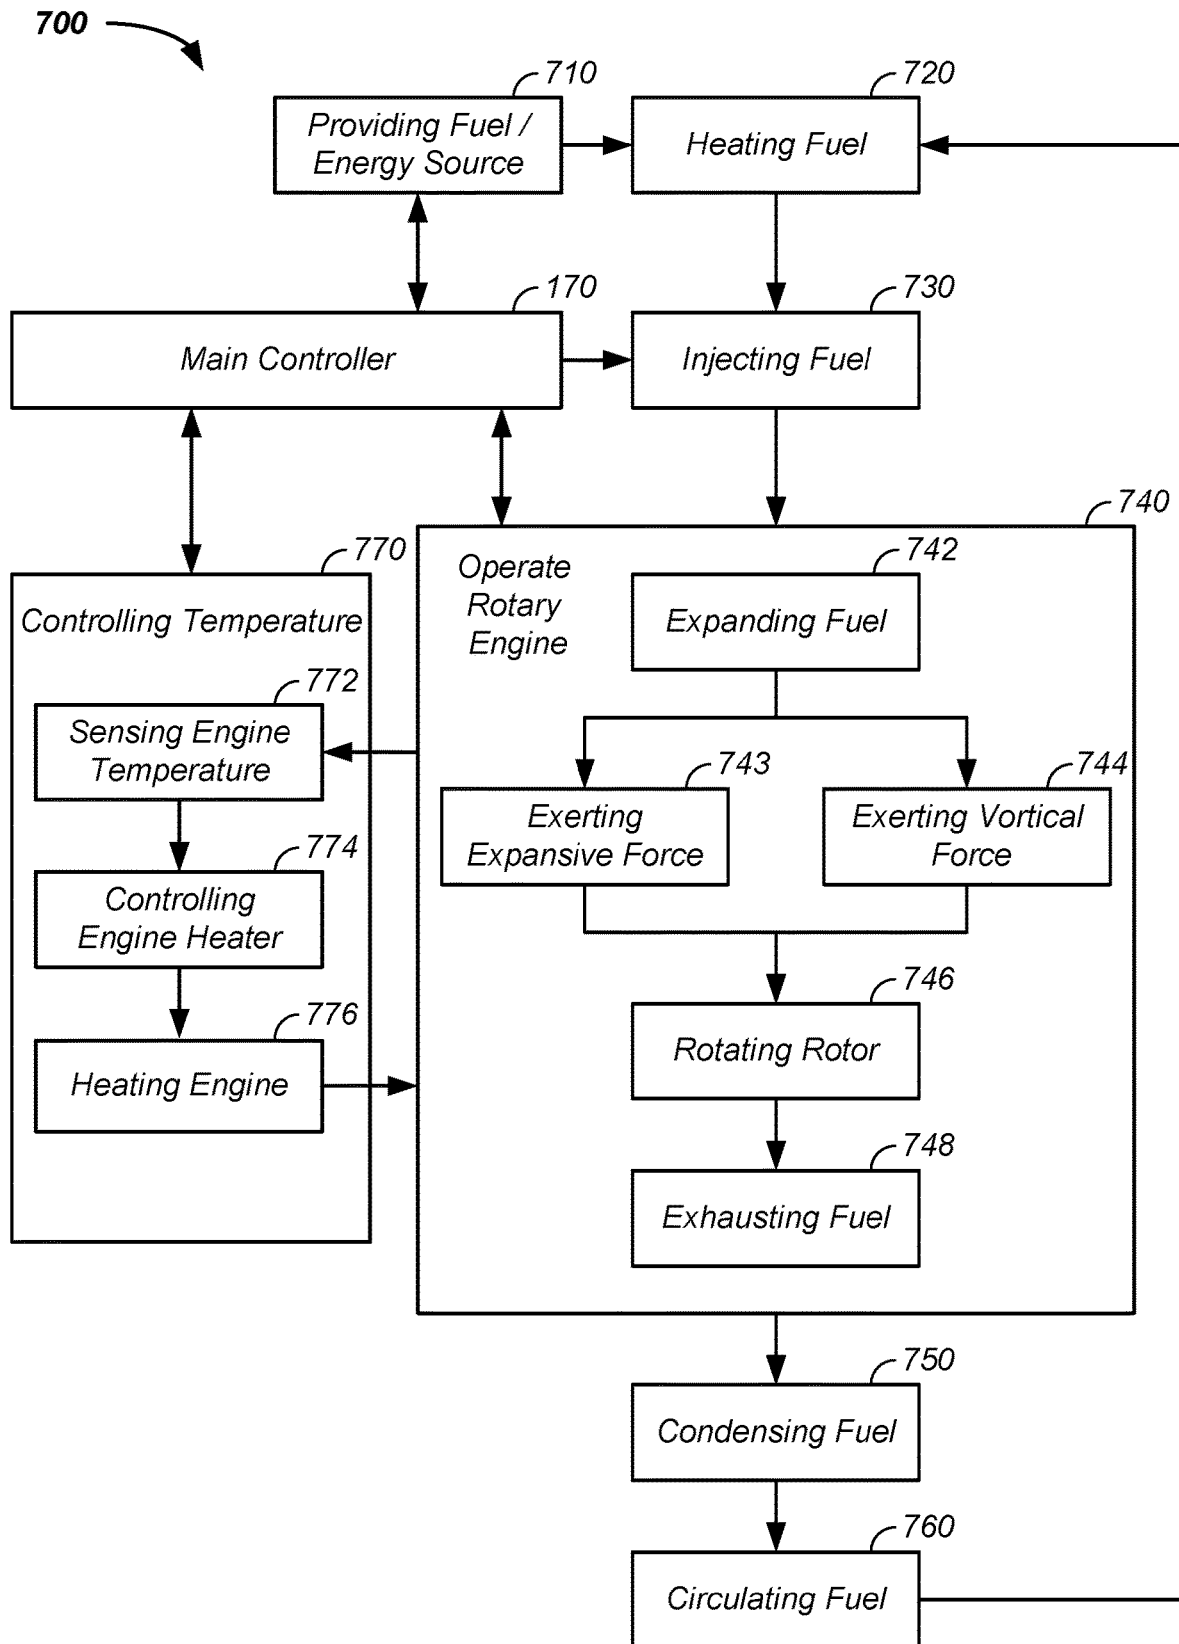 700
710
Providing Fuel /
Energy Source
720
Heating Fuel
170
Main Controller
730
Injecting Fuel
740
Operate
Rotary
Engine
742
Expanding Fuel
770
Controlling Temperature
772
Sensing Engine
Temperature
743
Exerting
Expansive Force
744
Exerting Vortical
Force
774
Controlling
Engine Heater
746
Rotating Rotor
776
Heating Engine
748
Exhausting Fuel
750
Condensing Fuel
760
Circulating Fuel